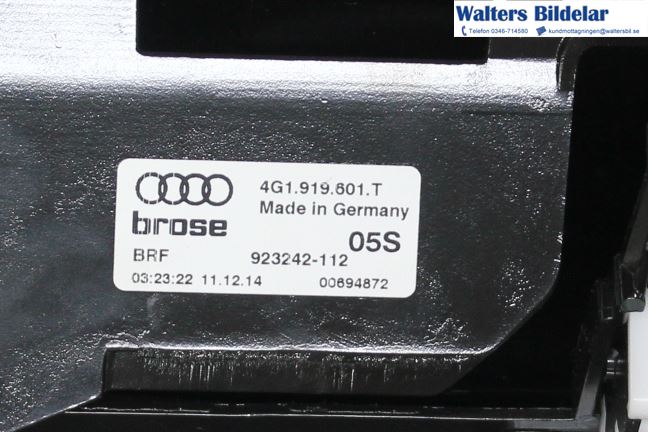 Walters Bildelar
Telefon 0346-714580 kundmottagningen@waltersbil.se
4G1.919.601.T
Made in Germany
brose
05S
BRF 923242-112
03:23:22 11.12.14 00694872